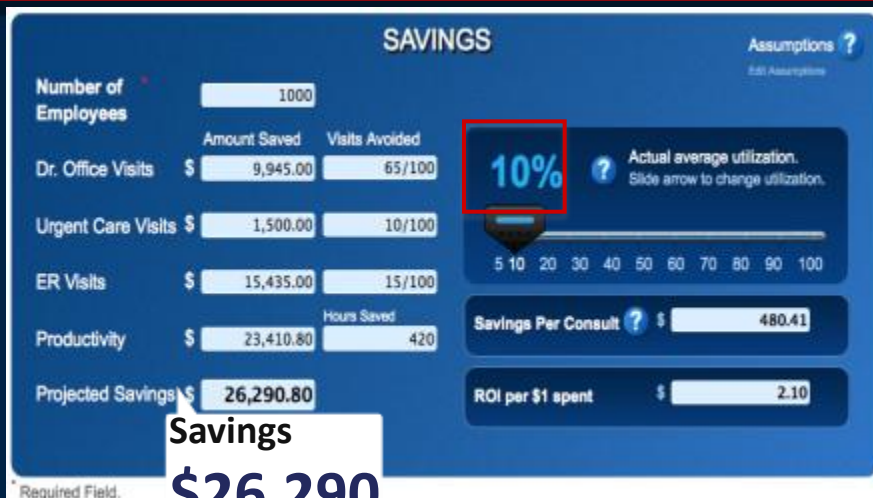 SAVINGS
Assumptions ?
Edit Assumptions
Number of *
Employees
1000
Amount Saved Visits Avoided
Dr. Office Visits $ 9,945.00 65/100
Urgent Care Visits $ 1,500.00 10/100
ER Visits $ 15,435.00 15/100
Hours Saved
Productivity $ 23,410.80 420
Projected Savings $ 26,290.80
10% ? Actual average utilization.
Slide arrow to change utilization.
5 10 20 30 40 50 60 70 80 90 100
Savings Per Consult ? $ 480.41
ROI per $1 spent $ 2.10
Savings
$26,290
* Required Field.